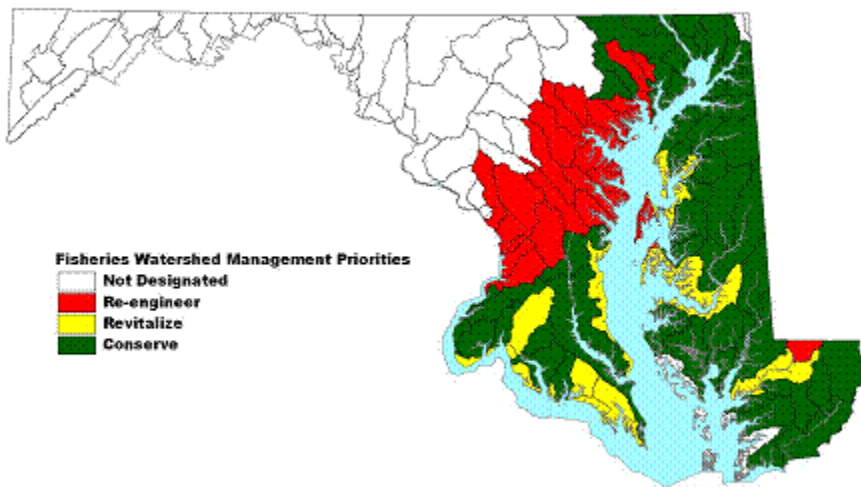 Fisheries Watershed Management Priorities
Not Designated
Re-engineer
Revitalize
Conserve